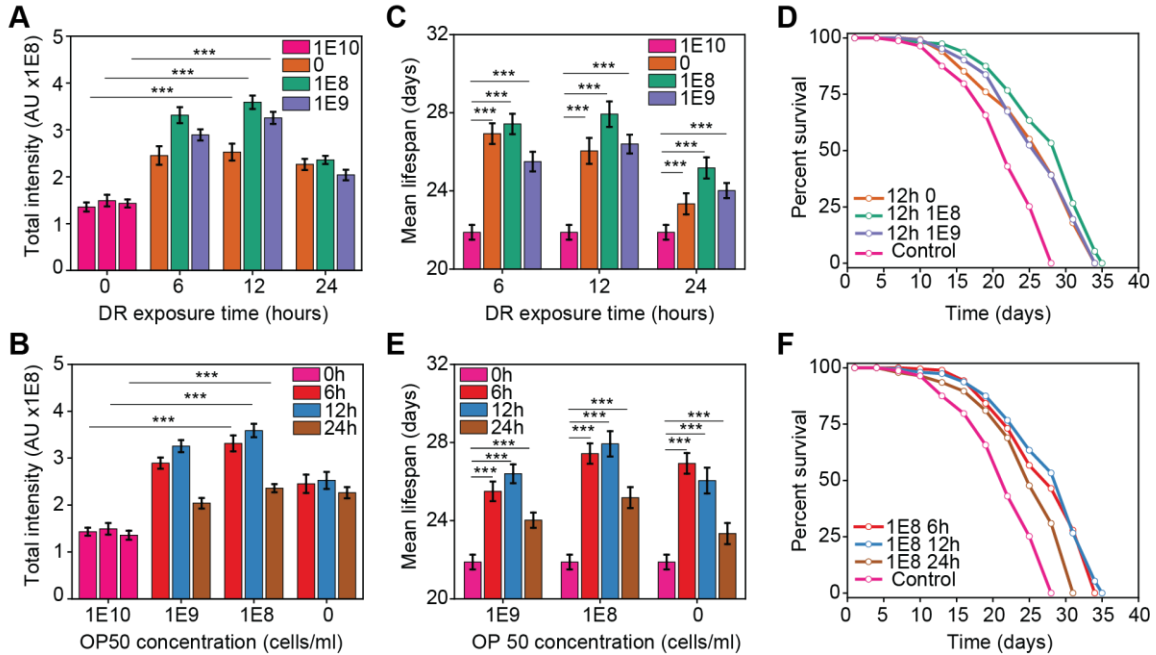 A
Total intensity (AU x1E8)
5
4
3
2
1
0
***
***
***
1E10
0
1E8
1E9
0
6
12
24
DR exposure time (hours)
C
Mean lifespan (days)
32
28
24
20
***
***
***
***
***
***
***
***
***
1E10
0
1E8
1E9
6
12
24
DR exposure time (hours)
D
Percent survival
100
75
50
25
0
12h 0
12h 1E8
12h 1E9
Control
0 5 10 15 20 25 30 35 40
Time (days)
B
Total intensity (AU x1E8)
5
4
3
2
1
0
***
***
***
0h
6h
12h
24h
1E10
1E9
1E8
0
OP50 concentration (cells/ml)
E
Mean lifespan (days)
32
28
24
20
0h
6h
12h
24h
***
***
***
***
***
***
***
***
***
1E9
1E8
0
OP 50 concentration (cells/ml)
F
Percent survival
100
75
50
25
0
1E8 6h
1E8 12h
1E8 24h
Control
0 5 10 15 20 25 30 35 40
Time (days)